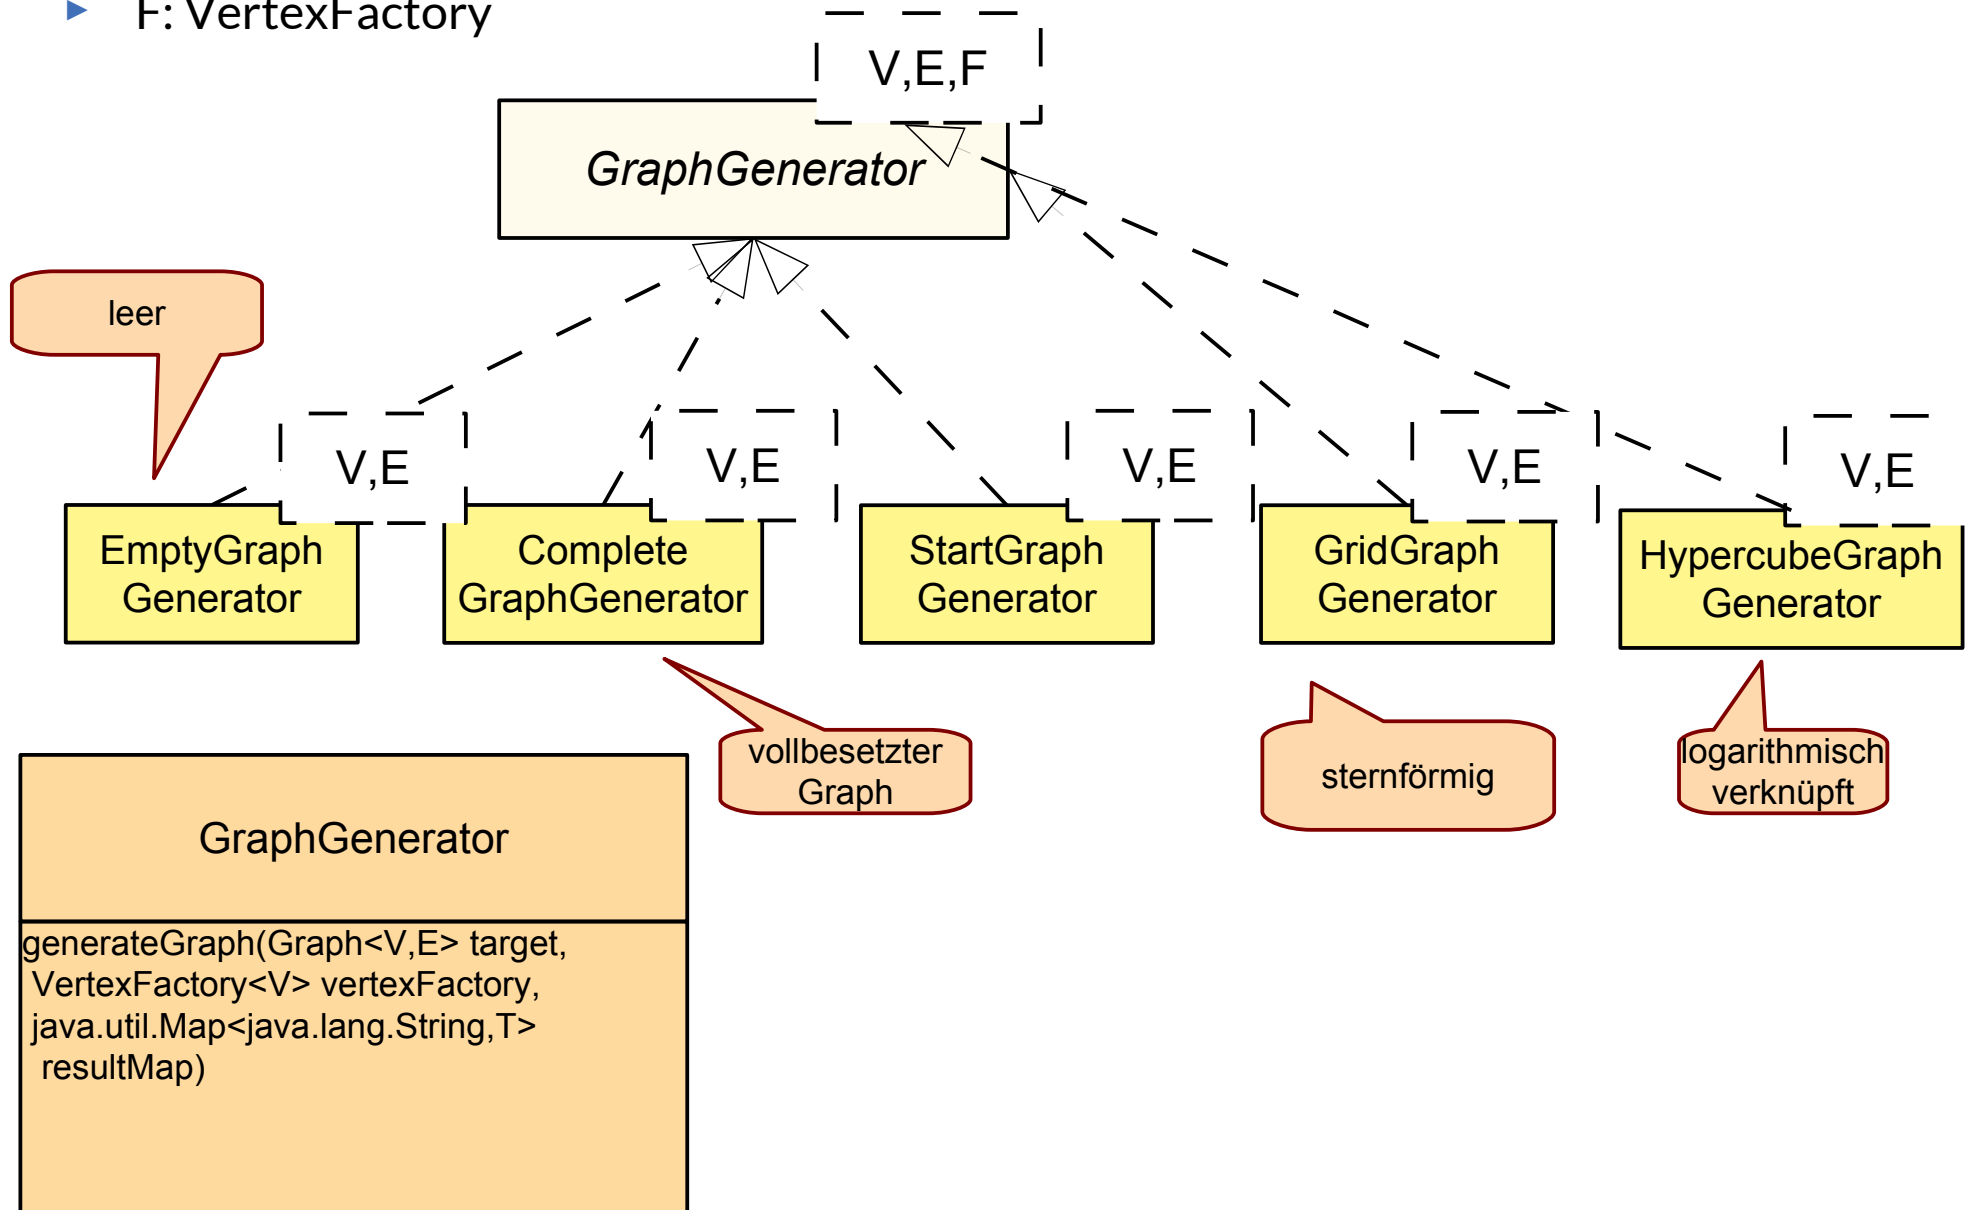 F: VertexFactory
V,E,F
GraphGenerator
leer
V,E
V,E
V,E
V,E
V,E
EmptyGraph
Generator
Complete
GraphGenerator
StartGraph
Generator
GridGraph
Generator
HypercubeGraph
Generator
vollbesetzter
Graph
sternförmig
logarithmisch
verknüpft
GraphGenerator
generateGraph(Graph<V,E> target,
VertexFactory<V> vertexFactory,
java.util.Map<java.lang.String,T>
resultMap)